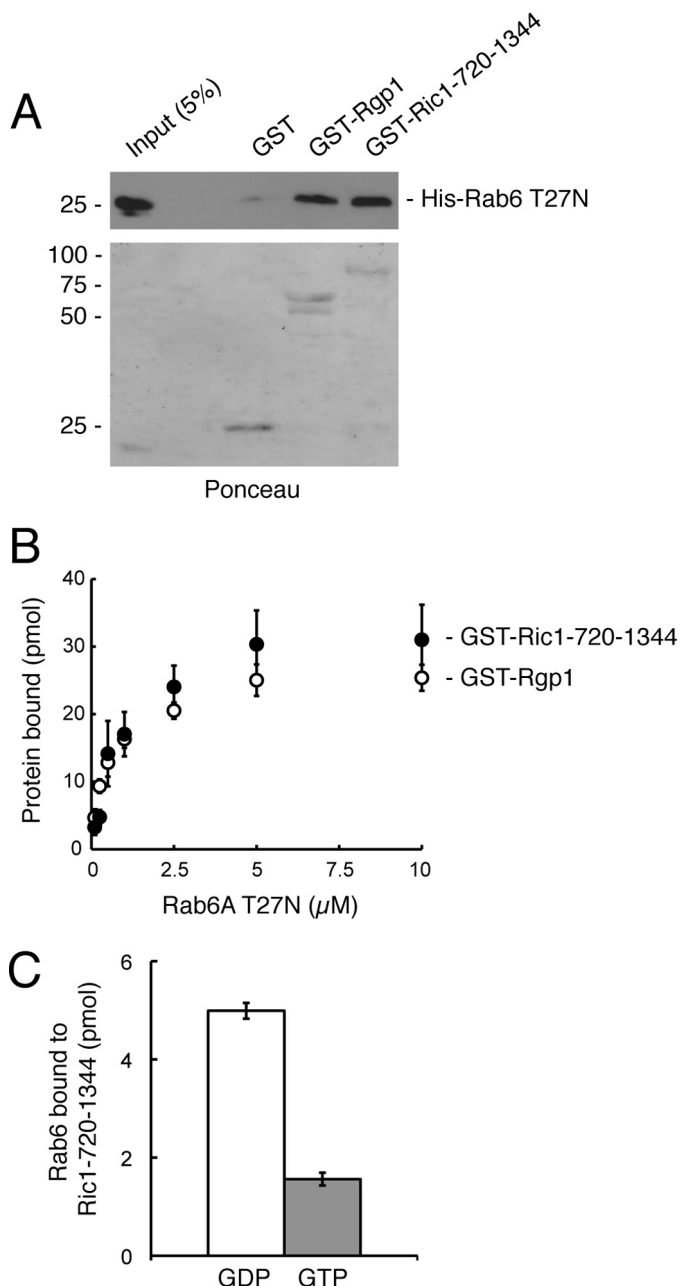 A
Input (5%)
GST
GST-Rgp1
GST-Ric1-720-1344
25 -
- His-Rab6 T27N
100 -
75 -
50 -
25 -
Ponceau
B
40
30
20
10
0
Protein bound (pmol)
0 2.5 5 7.5 10
Rab6A T27N (µM)
- GST-Ric1-720-1344
- GST-Rgp1
C
6
4
2
0
Rab6 bound to
Ric1-720-1344 (pmol)
GDP GTP